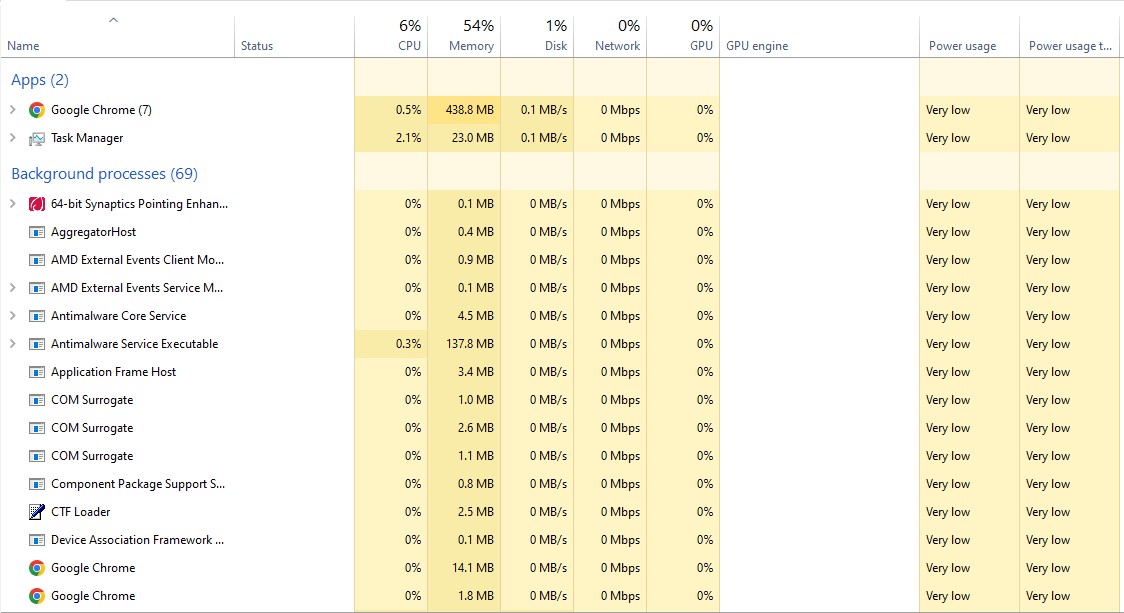 6% 54% 1% 0% 0%
Name Status CPU Memory Disk Network GPU GPU engine Power usage Power usage t...
Apps (2)
Google Chrome (7) 0.5% 438.8 MB 0.1 MB/s 0 Mbps 0% Very low Very low
Task Manager 2.1% 23.0 MB 0.1 MB/s 0 Mbps 0% Very low Very low
Background processes (69)
64-bit Synaptics Pointing Enhan... 0% 0.1 MB 0 MB/s 0 Mbps 0% Very low Very low
AggregatorHost 0% 0.4 MB 0 MB/s 0 Mbps 0% Very low Very low
AMD External Events Client Mo... 0% 0.9 MB 0 MB/s 0 Mbps 0% Very low Very low
AMD External Events Service M... 0% 0.1 MB 0 MB/s 0 Mbps 0% Very low Very low
Antimalware Core Service 0% 4.5 MB 0 MB/s 0 Mbps 0% Very low Very low
Antimalware Service Executable 0.3% 137.8 MB 0 MB/s 0 Mbps 0% Very low Very low
Application Frame Host 0% 3.4 MB 0 MB/s 0 Mbps 0% Very low Very low
COM Surrogate 0% 1.0 MB 0 MB/s 0 Mbps 0% Very low Very low
COM Surrogate 0% 2.6 MB 0 MB/s 0 Mbps 0% Very low Very low
COM Surrogate 0% 1.1 MB 0 MB/s 0 Mbps 0% Very low Very low
Component Package Support S... 0% 0.8 MB 0 MB/s 0 Mbps 0% Very low Very low
CTF Loader 0% 2.5 MB 0 MB/s 0 Mbps 0% Very low Very low
Device Association Framework ... 0% 0.1 MB 0 MB/s 0 Mbps 0% Very low Very low
Google Chrome 0% 14.1 MB 0 MB/s 0 Mbps 0% Very low Very low
Google Chrome 0% 1.8 MB 0 MB/s 0 Mbps 0% Very low Very low